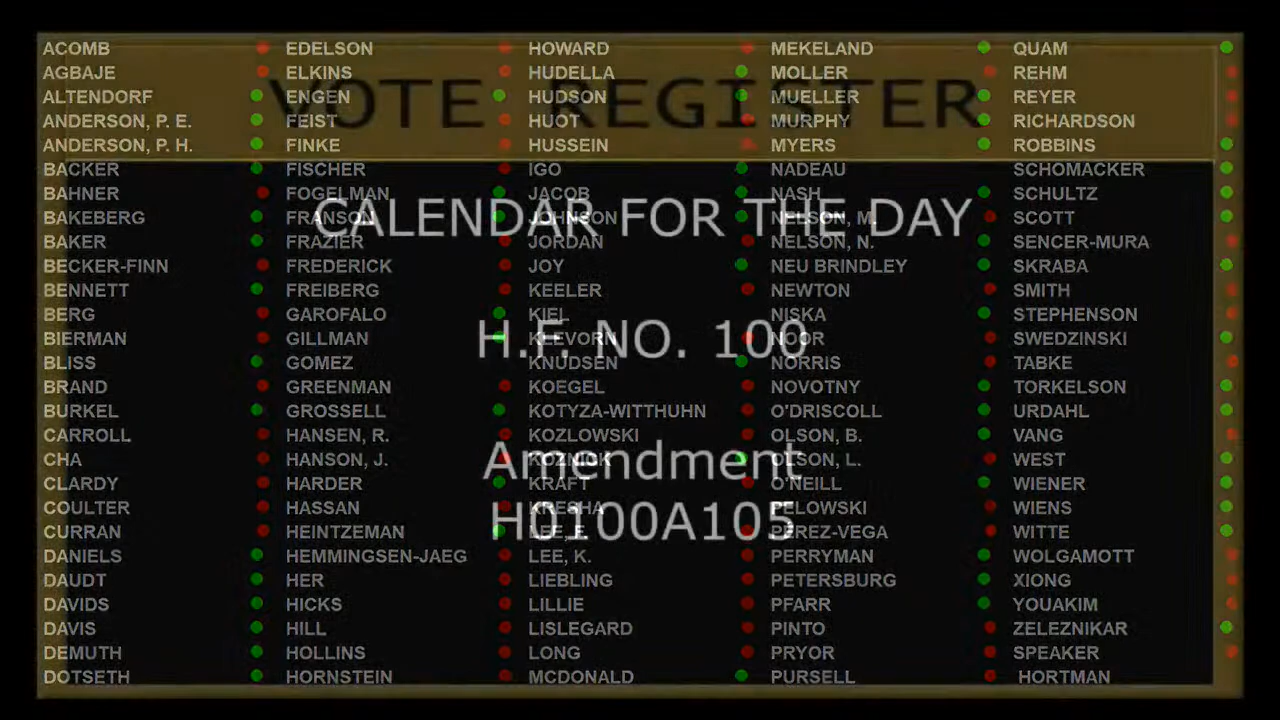 VOTE REGISTER
CALENDAR FOR THE DAY
H.F. NO. 100
Amendment
H0100A105
ACOMB
AGBAJE
ALTENDORF
ANDERSON, P. E.
ANDERSON, P. H.
BACKER
BAHNER
BAKEBERG
BAKER
BECKER-FINN
BENNETT
BERG
BIERMAN
BLISS
BRAND
BURKEL
CARROLL
CHA
CLARDY
COULTER
CURRAN
DANIELS
DAUDT
DAVIDS
DAVIS
DEMUTH
DOTSETH
EDELSON
ELKINS
ENGEN
FEIST
FINKE
FISCHER
FOGELMAN
FRANSON
FRAZIER
FREDERICK
FREIBERG
GAROFALO
GILLMAN
GOMEZ
GREENMAN
GROSSELL
HANSEN, R.
HANSON, J.
HARDER
HASSAN
HEINTZEMAN
HEMMINGSEN-JAEG
HER
HICKS
HILL
HOLLINS
HORNSTEIN
HOWARD
HUDELLA
HUDSON
HUOT
HUSSEIN
IGO
JACOB
JOHNSON
JORDAN
JOY
KEELER
KIEL
KLEEVORN
KNUDSEN
KOEGEL
KOTYZA-WITTHUHN
KOZLOWSKI
KOZNICK
KRAFT
KRESHA
LEE, F.
LEE, K.
LIEBLING
LILLIE
LISLEGARD
LONG
MCDONALD
MEKELAND
MOLLER
MUELLER
MURPHY
MYERS
NADEAU
NASH
NELSON, M.
NELSON, N.
NEU BRINDLEY
NEWTON
NISKA
NOOR
NORRIS
NOVOTNY
O'DRISCOLL
OLSON, B.
OLSON, L.
O'NEILL
PELOWSKI
PEREZ-VEGA
PERRYMAN
PETERSBURG
PFARR
PINTO
PRYOR
PURSELL
QUAM
REHM
REYER
RICHARDSON
ROBBINS
SCHOMACKER
SCHULTZ
SCOTT
SENCER-MURA
SKRABA
SMITH
STEPHENSON
SWEDZINSKI
TABKE
TORKELSON
URDAHL
VANG
WEST
WIENER
WIENS
WITTE
WOLGAMOTT
XIONG
YOUAKIM
ZELEZNIKAR
SPEAKER
HORTMAN